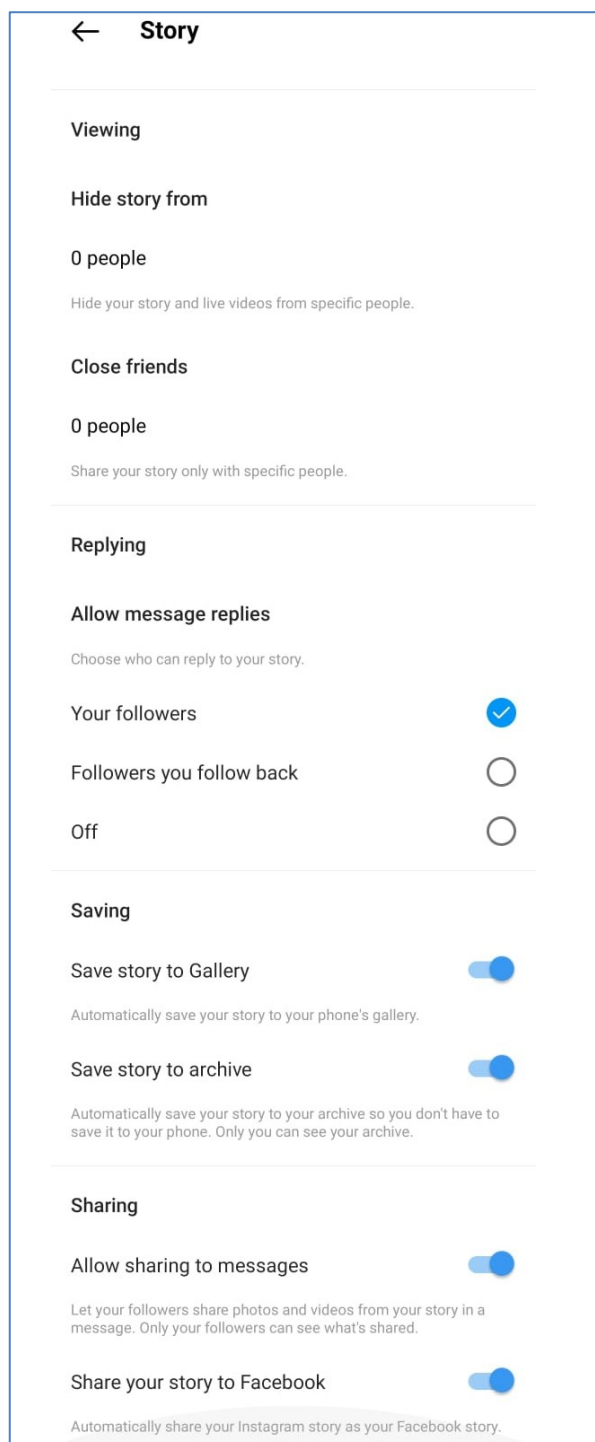 Story
Viewing
Hide story from
0 people
Hide your story and live videos from specific people.
Close friends
0 people
Share your story only with specific people.
Replying
Allow message replies
Choose who can reply to your story.
Your followers
Followers you follow back
Off
Saving
Save story to Gallery
Automatically save your story to your phone's gallery.
Save story to archive
Automatically save your story to your archive so you don't have to
save it to your phone. Only you can see your archive.
Sharing
Allow sharing to messages
Let your followers share photos and videos from your story in a
message. Only your followers can see what's shared.
Share your story to Facebook
Automatically share your Instagram story as your Facebook story.